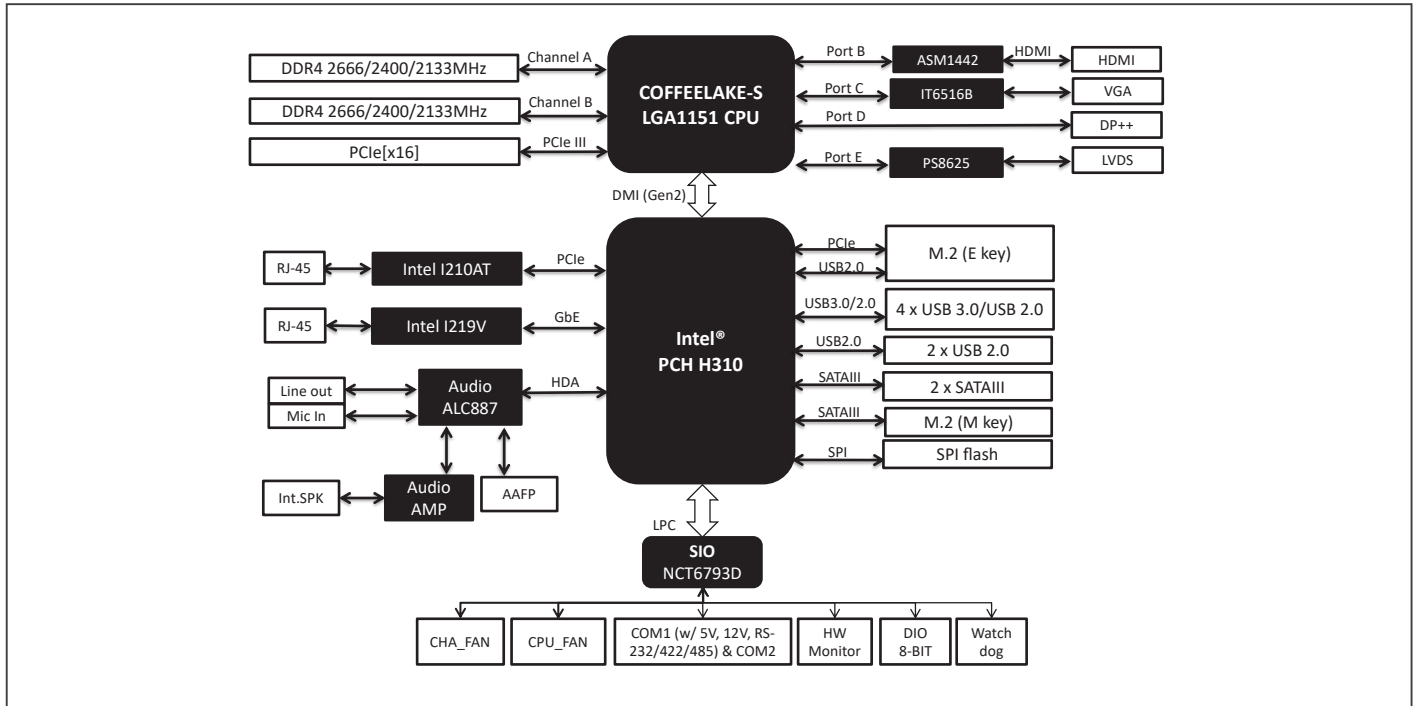 DDR4 2666/2400/2133MHz
Channel A
DDR4 2666/2400/2133MHz
Channel B
PCIe[x16]
PCIe III
COFFEELAKE-S
LGA1151 CPU
Port B
ASM1442
HDMI
HDMI
Port C
IT6516B
VGA
Port D
DP++
Port E
PS8625
LVDS
DMI (Gen2)
RJ-45
Intel I210AT
PCIe
RJ-45
Intel I219V
GbE
Line out
Mic In
Audio
ALC887
HDA
Int.SPK
Audio
AMP
AAFP
Intel®
PCH H310
PCIe
USB2.0
M.2 (E key)
USB3.0/2.0
4 x USB 3.0/USB 2.0
USB2.0
2 x USB 2.0
SATAIII
2 x SATAIII
SATAIII
M.2 (M key)
SPI
SPI flash
LPC
SIO
NCT6793D
CHA_FAN
CPU_FAN
COM1 (w/ 5V, 12V, RS-
232/422/485) & COM2
HW
Monitor
DIO
8-BIT
Watch
dog